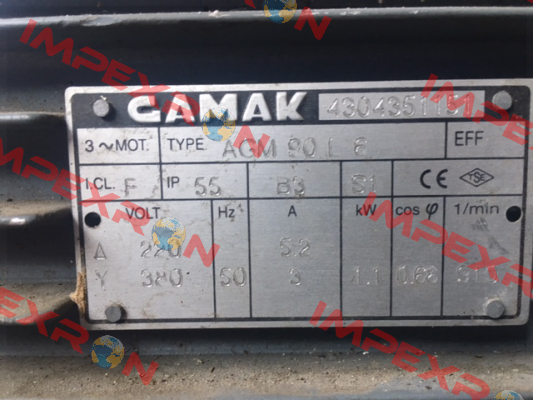 IMPEXRON
IMPEXRON
GAMAK
3~MOT. TYPE AGM 90 L 6 EFF
I.CL. F IP 55 B3 S1 CE TSE
VOLT Hz A kW cos φ 1/min
Δ 220 5.2
Y 380 50 3 1.1 0.68
IMPEXRON
IMPEXRON